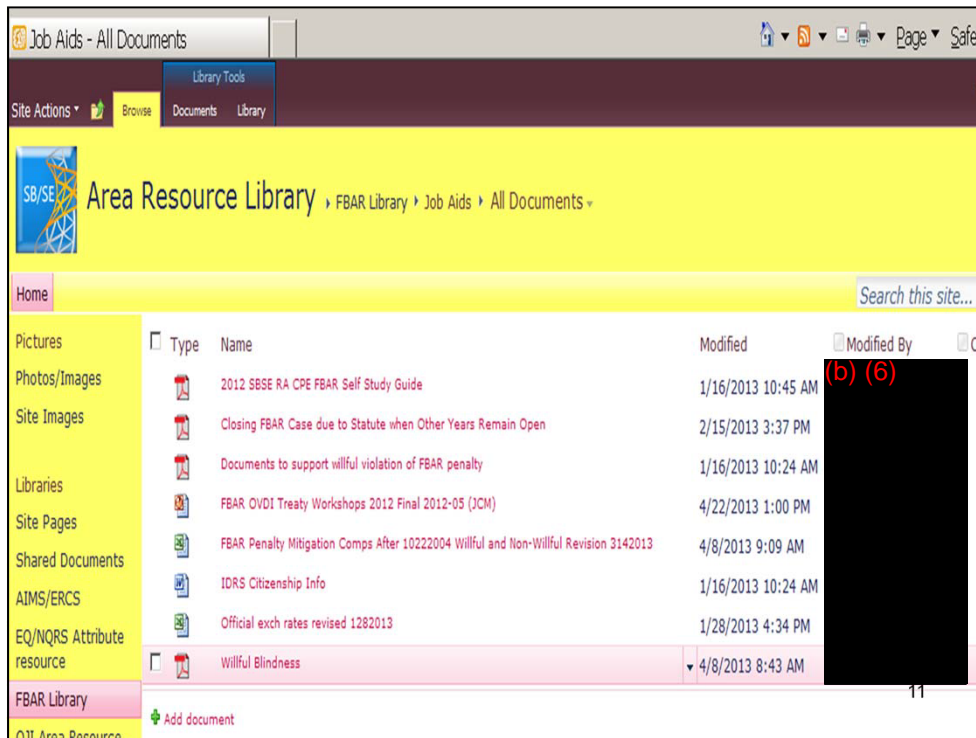 Job Aids - All Documents
Page Safe
Library Tools
Site Actions Browse Documents Library
SB/SE
Area Resource Library FBAR Library Job Aids All Documents
Home
Search this site...
Pictures
Photos/Images
Site Images
Libraries
Site Pages
Shared Documents
AIMS/ERCS
EQ/NQRS Attribute
resource
FBAR Library
OJI Area Resource
Type Name Modified Modified By C
(b) (6)
2012 SBSE RA CPE FBAR Self Study Guide 1/16/2013 10:45 AM
Closing FBAR Case due to Statute when Other Years Remain Open 2/15/2013 3:37 PM
Documents to support willful violation of FBAR penalty 1/16/2013 10:24 AM
FBAR OVDI Treaty Workshops 2012 Final 2012-05 (JCM) 4/22/2013 1:00 PM
FBAR Penalty Mitigation Comps After 10222004 Willful and Non-Willful Revision 3142013 4/8/2013 9:09 AM
IDRS Citizenship Info 1/16/2013 10:24 AM
Official exch rates revised 1282013 1/28/2013 4:34 PM
Willful Blindness 4/8/2013 8:43 AM
11
Add document